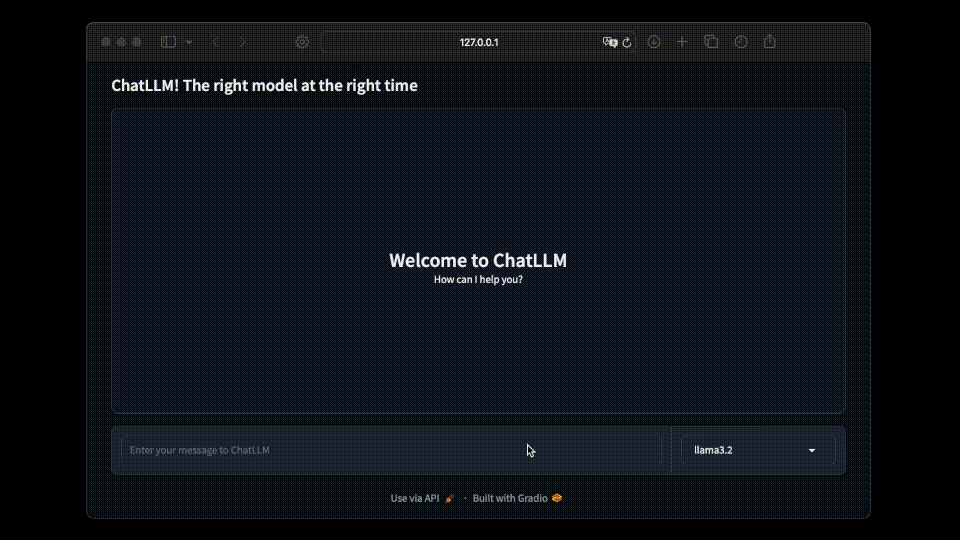 127.0.0.1
ChatLLM! The right model at the right time
Welcome to ChatLLM
How can I help you?
Enter your message to ChatLLM
llama3.2
Use via API · Built with Gradio